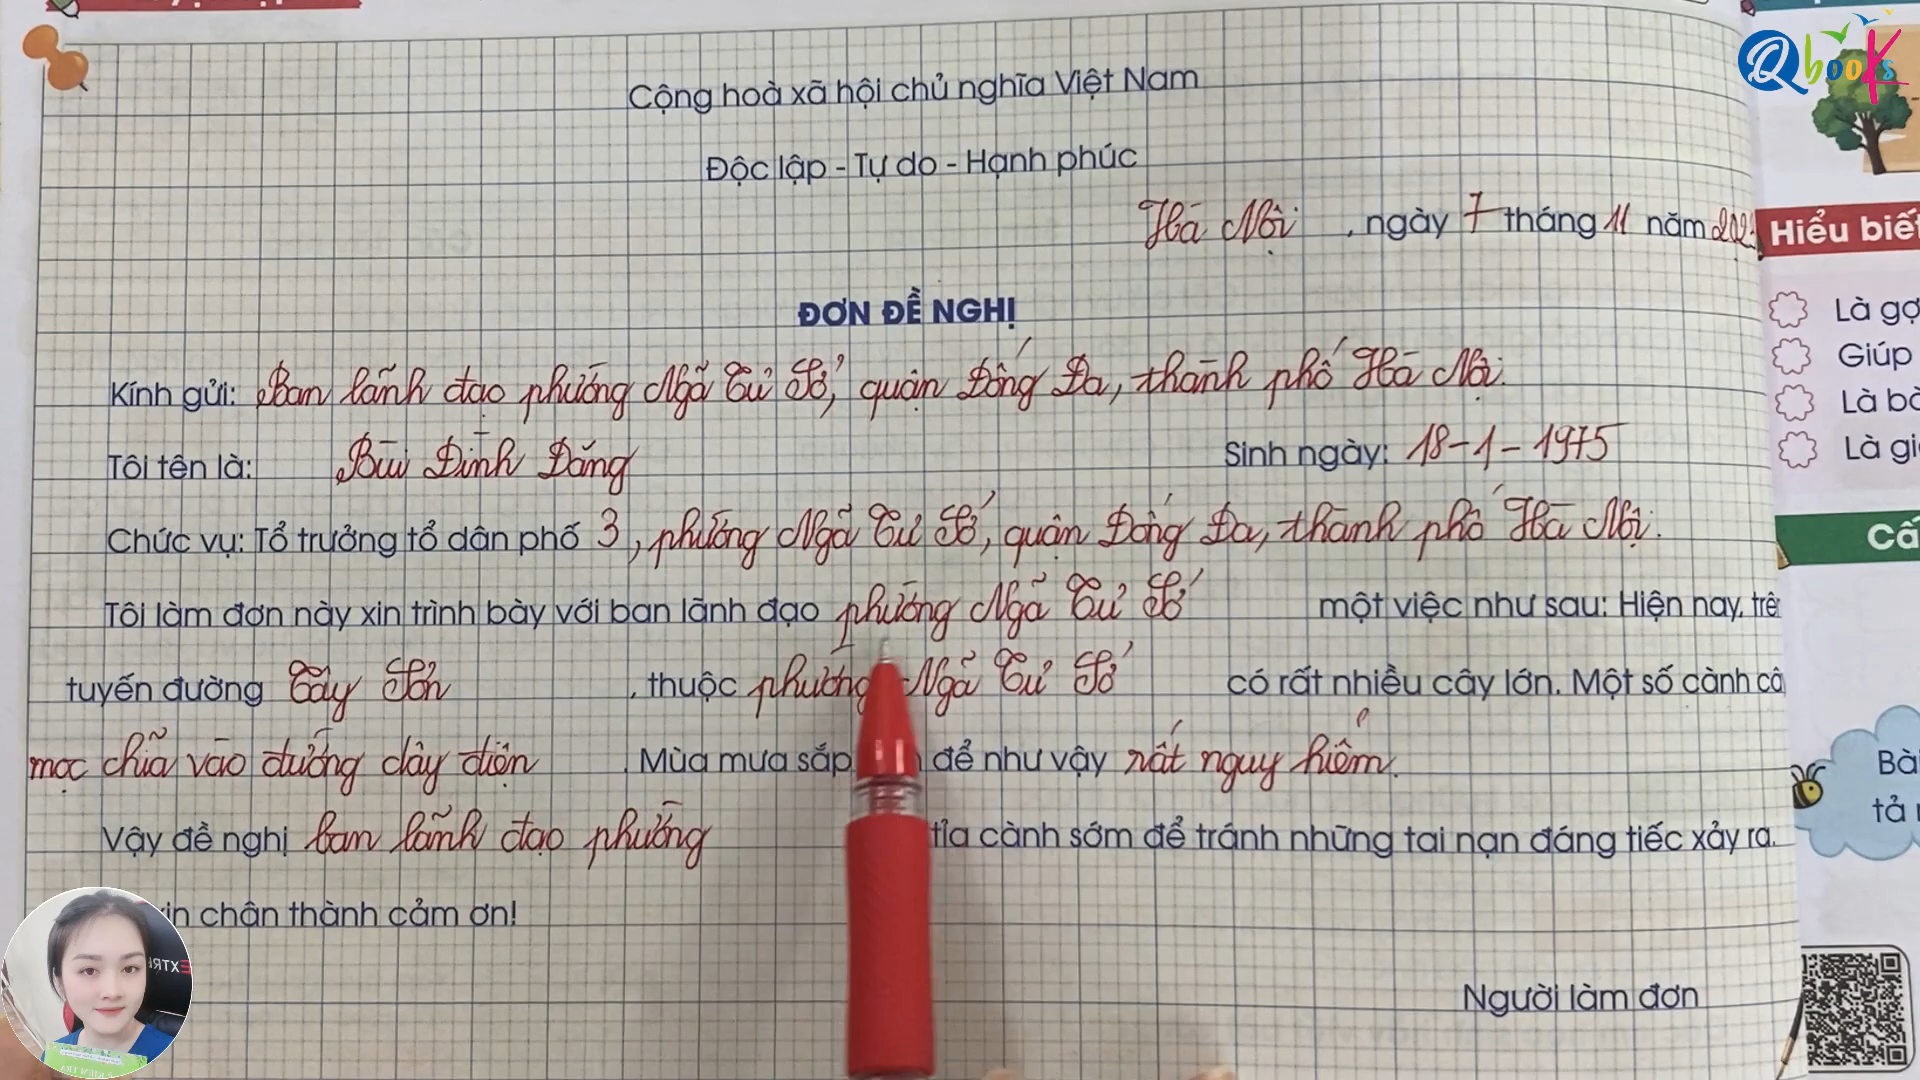 Qbooks
Cộng hoà xã hội chủ nghĩa Việt Nam
Độc lập - Tự do - Hạnh phúc
Hà Nội, ngày 7 tháng 11 năm 202
ĐƠN ĐỀ NGHỊ
Kính gửi: Ban lãnh đạo phường Ngã Tư Sở, quận Đống Đa, thành phố Hà Nội.
Tôi tên là: Bùi Đình Đăng Sinh ngày: 18-1-1975
Chức vụ: Tổ trưởng tổ dân phố 3, phường Ngã Tư Sở, quận Đống Đa, thành phố Hà Nội.
Tôi làm đơn này xin trình bày với ban lãnh đạo phường Ngã Tư Sở một việc như sau: Hiện nay, trê
tuyến đường Tây Sơn, thuộc phường Ngã Tư Sở có rất nhiều cây lớn. Một số cành câ
mọc chĩa vào đường dây điện. Mùa mưa sắp để như vậy rất nguy hiểm.
Vậy đề nghị ban lãnh đạo phường tỉa cành sớm để tránh những tai nạn đáng tiếc xảy ra.
xin chân thành cảm ơn!
Người làm đơn
Hiểu biế
Là gợ
Giúp
Là bà
Là gi
Cấ
Bài
tả